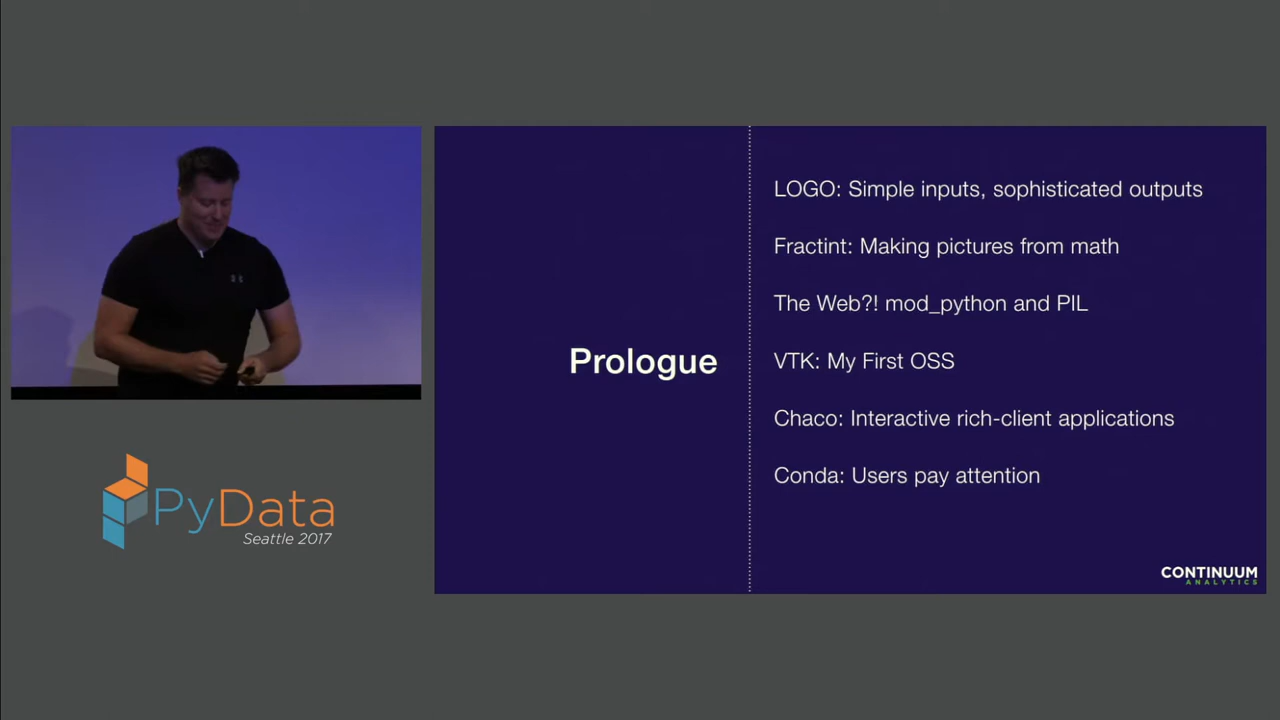 Prologue
LOGO: Simple inputs, sophisticated outputs
Fractint: Making pictures from math
The Web?! mod_python and PIL
VTK: My First OSS
Chaco: Interactive rich-client applications
Conda: Users pay attention
CONTINUUM
ANALYTICS
PyData
Seattle 2017